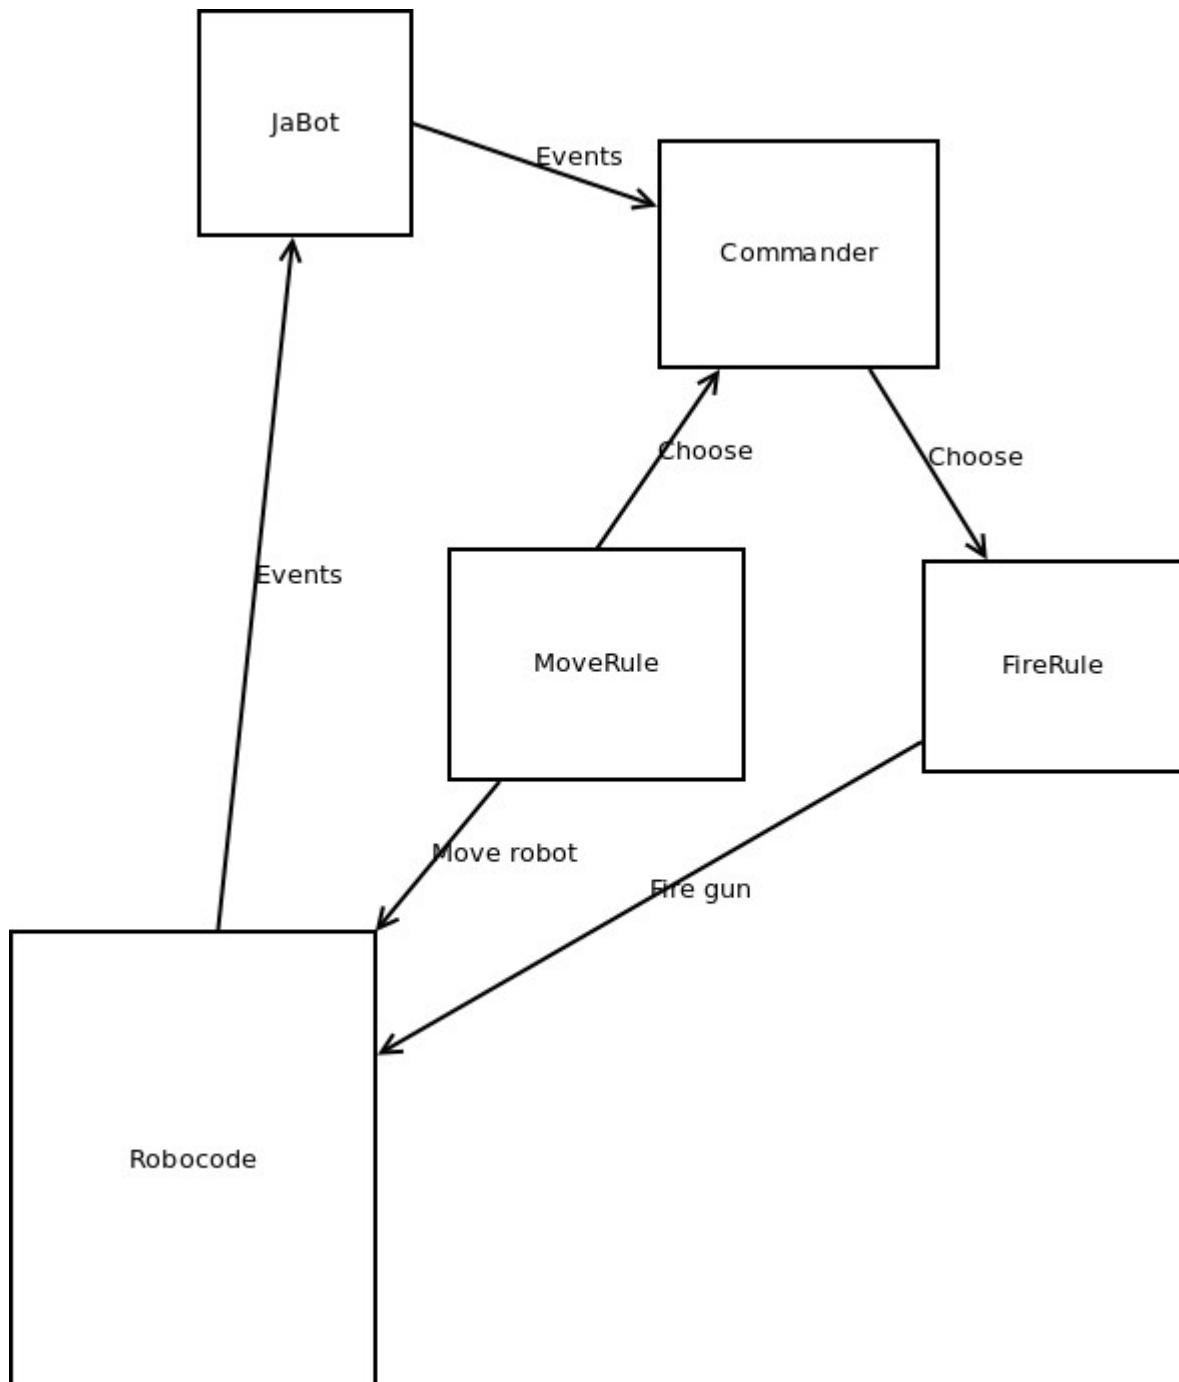 JaBot
Events
Commander
Choose
Choose
Events
MoveRule
FireRule
Move robot
Fire gun
Robocode